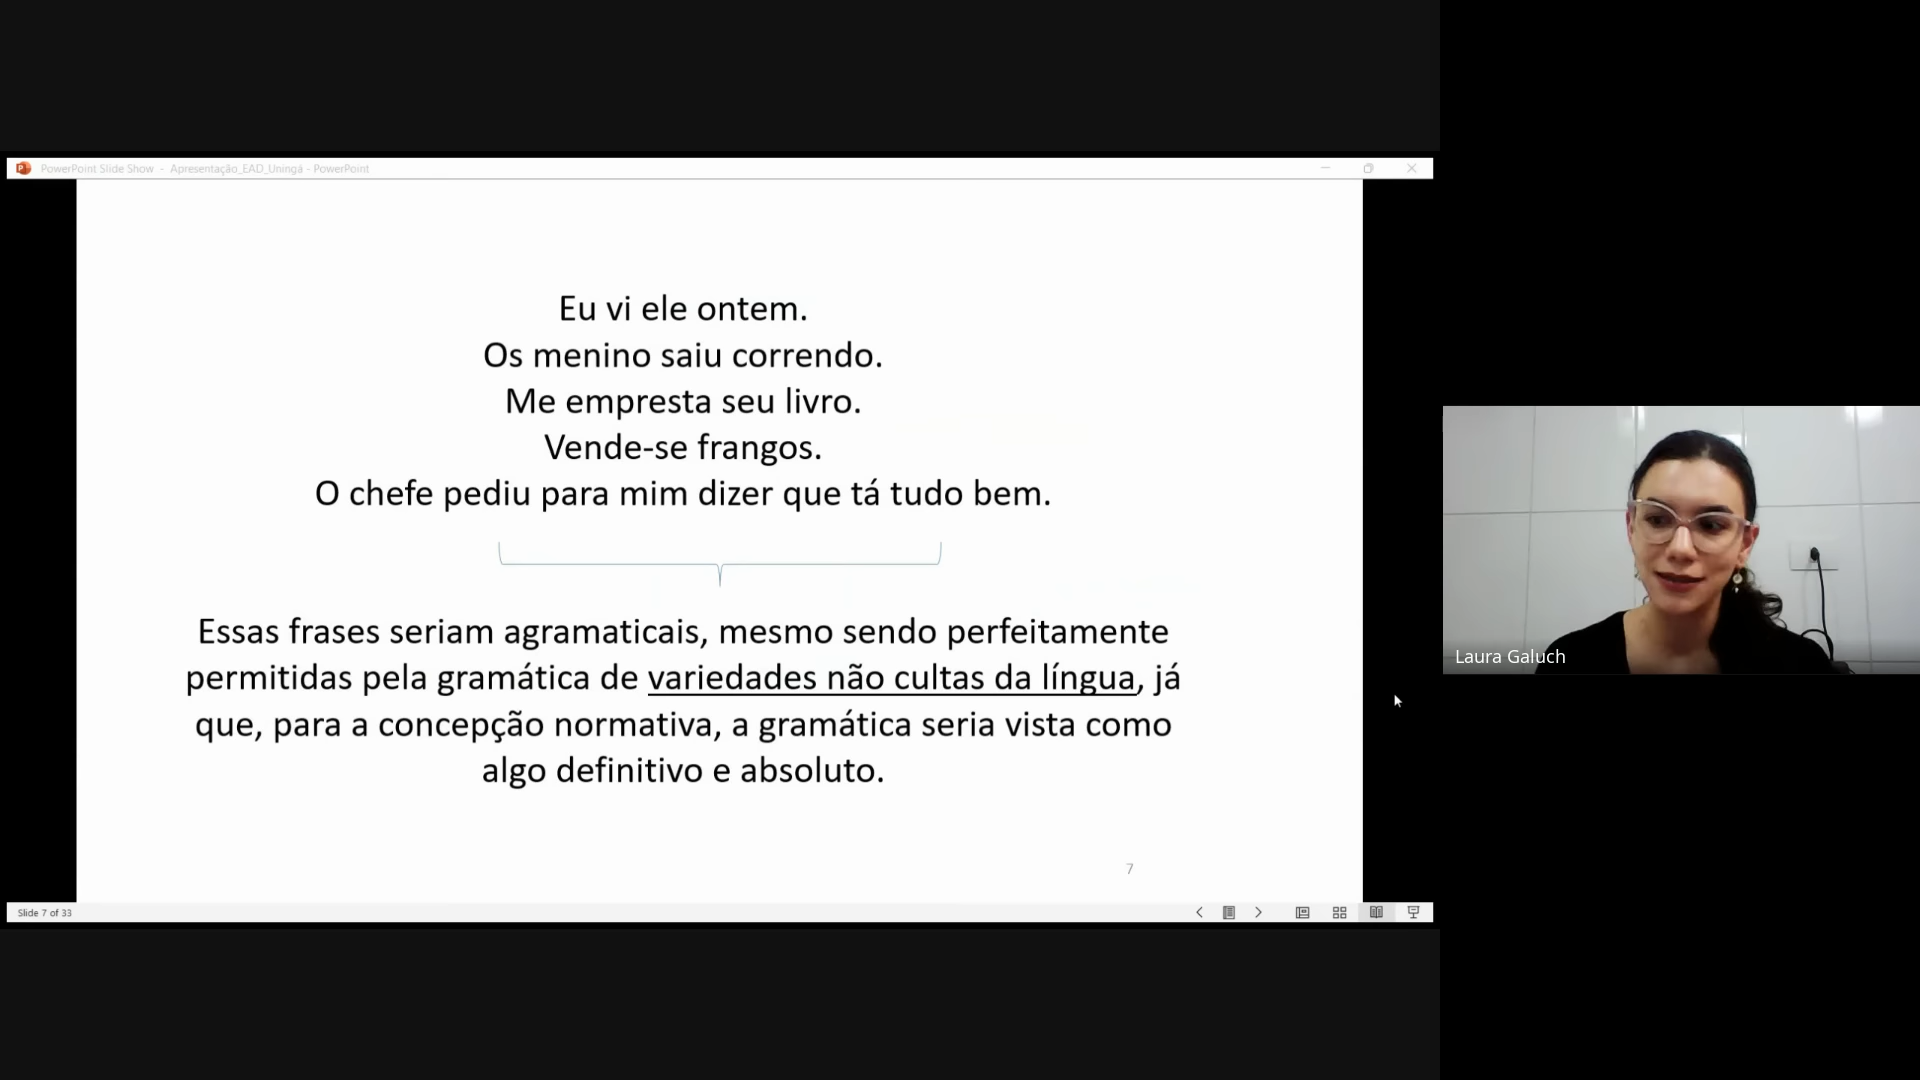 PowerPoint Slide Show - Apresentação_EAD_Uningá - PowerPoint
Eu vi ele ontem.
Os menino saiu correndo.
Me empresta seu livro.
Vende-se frangos.
O chefe pediu para mim dizer que tá tudo bem.
Essas frases seriam agramaticais, mesmo sendo perfeitamente
permitidas pela gramática de variedades não cultas da língua, já
que, para a concepção normativa, a gramática seria vista como
algo definitivo e absoluto.
7
Slide 7 of 33
Laura Galuch